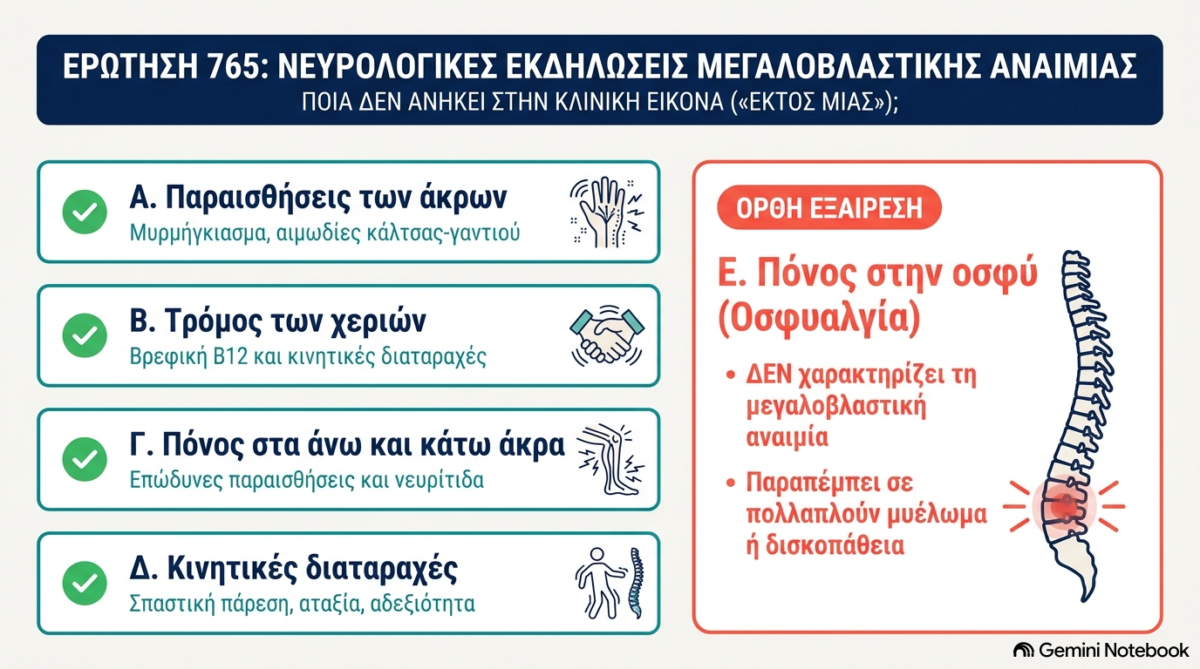 ΕΡΩΤΗΣΗ 765: ΝΕΥΡΟΛΟΓΙΚΕΣ ΕΚΔΗΛΩΣΕΙΣ ΜΕΓΑΛΟΒΛΑΣΤΙΚΗΣ ΑΝΑΙΜΙΑΣ
ΠΟΙΑ ΔΕΝ ΑΝΗΚΕΙ ΣΤΗΝ ΚΛΙΝΙΚΗ ΕΙΚΟΝΑ («ΕΚΤΟΣ ΜΙΑΣ»);
Α. Παραισθήσεις των άκρων
Μυρμήγκιασμα, αιμωδίες κάλτσας-γαντιού
Β. Τρόμος των χεριών
Βρεφική Β12 και κινητικές διαταραχές
Γ. Πόνος στα άνω και κάτω άκρα
Επώδυνες παραισθήσεις και νευρίτιδα
Δ. Κινητικές διαταραχές
Σπαστική πάρεση, αταξία, αδεξιότητα
ΟΡΘΗ ΕΞΑΙΡΕΣΗ
Ε. Πόνος στην οσφύ
(Οσφυαλγία)
• ΔΕΝ χαρακτηρίζει τη
μεγαλοβλαστική
αναιμία
• Παραπέμπει σε
πολλαπλούν μυέλωμα
ή δισκοπάθεια
Gemini Notebook